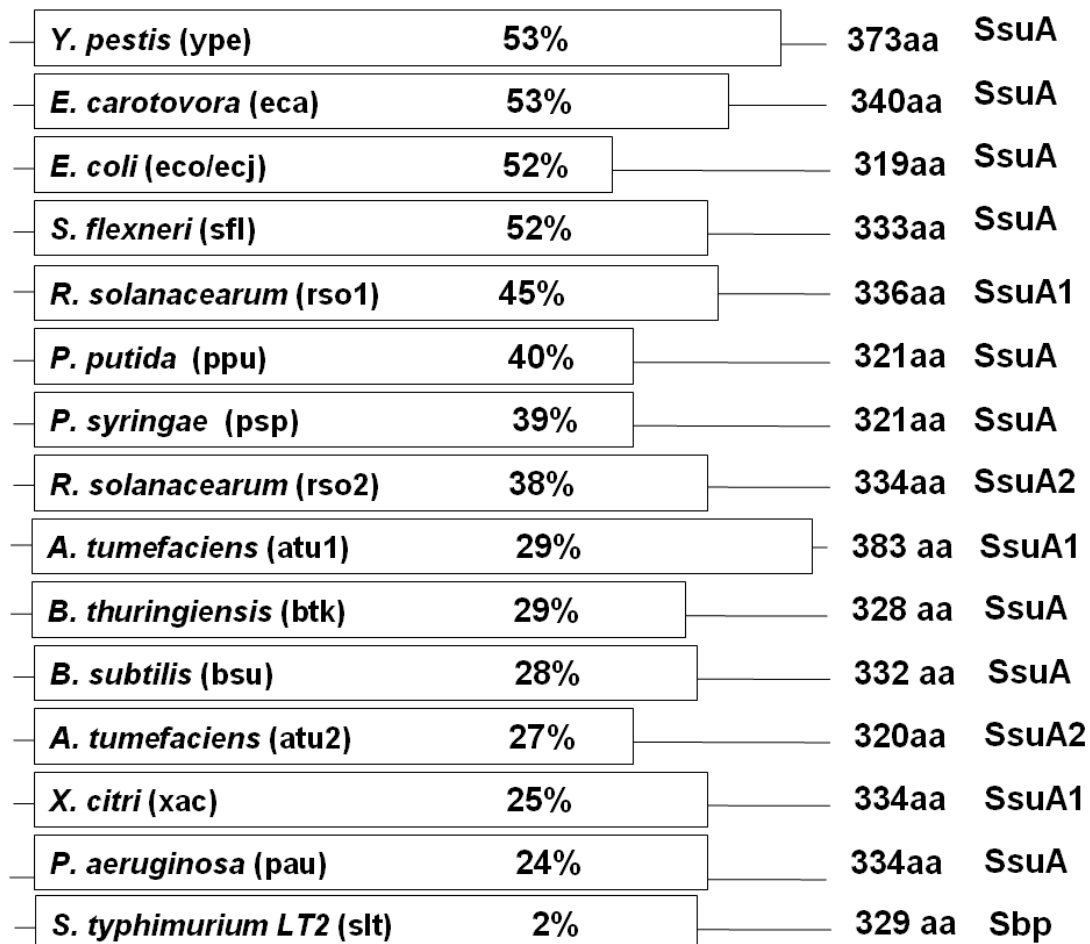 Y. pestis (ype) 53% 373aa SsuA
E. carotovora (eca) 53% 340aa SsuA
E. coli (eco/ecj) 52% 319aa SsuA
S. flexneri (sfl) 52% 333aa SsuA
R. solanacearum (rso1) 45% 336aa SsuA1
P. putida (ppu) 40% 321aa SsuA
P. syringae (psp) 39% 321aa SsuA
R. solanacearum (rso2) 38% 334aa SsuA2
A. tumefaciens (atu1) 29% 383 aa SsuA1
B. thuringiensis (btk) 29% 328 aa SsuA
B. subtilis (bsu) 28% 332 aa SsuA
A. tumefaciens (atu2) 27% 320aa SsuA2
X. citri (xac) 25% 334aa SsuA1
P. aeruginosa (pau) 24% 334aa SsuA
S. typhimurium LT2 (slt) 2% 329 aa Sbp